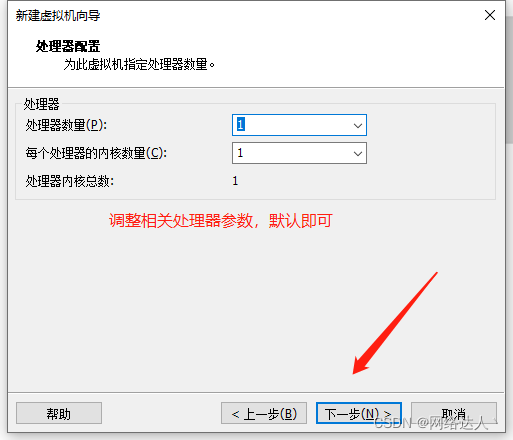 新建虚拟机向导
处理器配置
为此虚拟机指定处理器数量。
处理器
处理器数量(P): 1
每个处理器的内核数量(C): 1
处理器内核总数: 1
调整相关处理器参数，默认即可
帮助 < 上一步(B) 下一步(N) > 取消
CSDN @网络达人丶